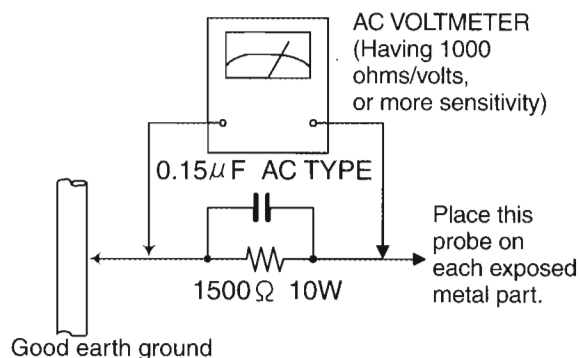 AC VOLTMETER
(Having 1000
ohms/volts,
or more sensitivity)
0.15μF AC TYPE
Place this
probe on
each exposed
metal part.
1500Ω 10W
Good earth ground